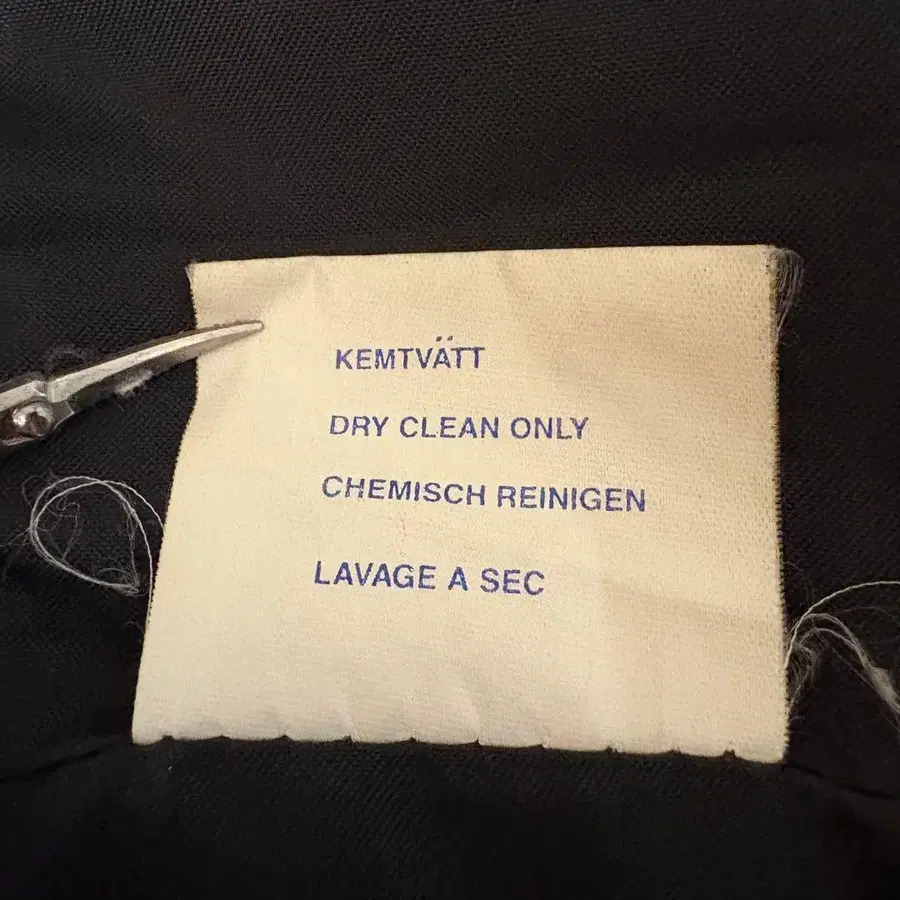 KEMTVÄTT
DRY CLEAN ONLY
CHEMISCH REINIGEN
LAVAGE A SEC